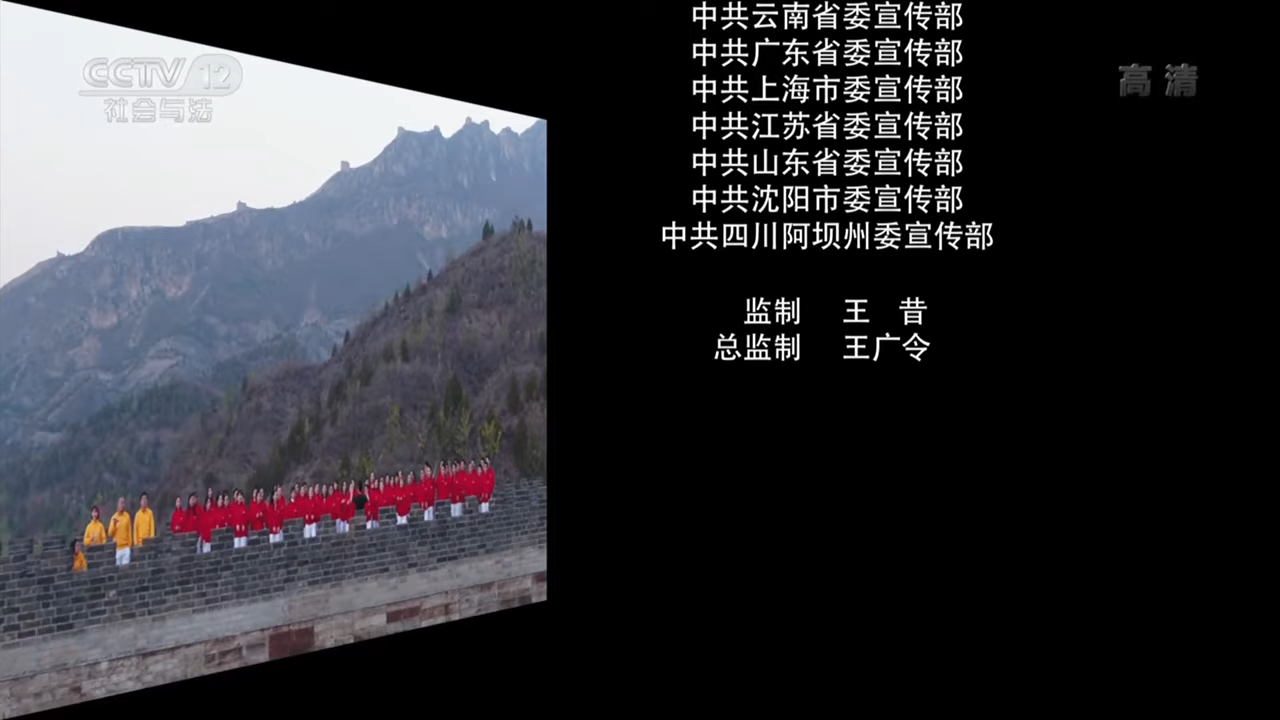 CCTV 12
社会与法
高清
中共云南省委宣传部
中共广东省委宣传部
中共上海市委宣传部
中共江苏省委宣传部
中共山东省委宣传部
中共沈阳市委宣传部
中共四川阿坝州委宣传部
监制 王 昔
总监制 王广令